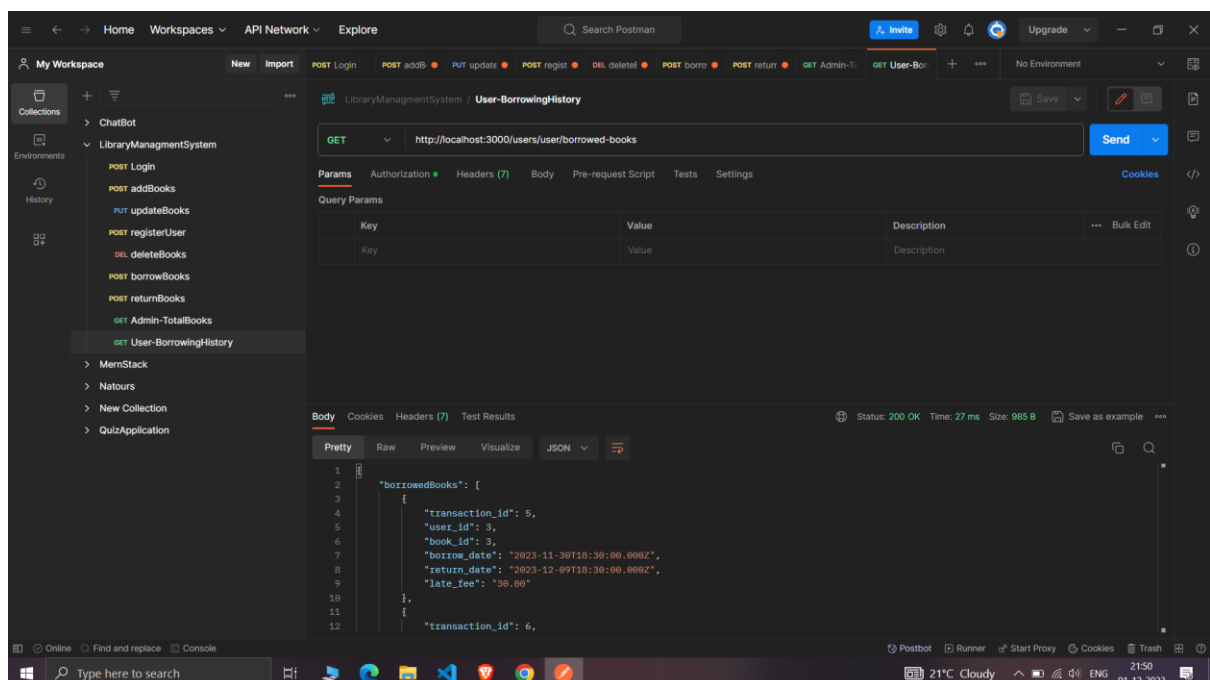 Home Workspaces API Network Explore Search Postman Invite Upgrade
My Workspace New Import POST Login POST addB PUT update POST regist DEL deleteE POST borro POST returr GET Admin-To GET User-Bor No Environment
Collections
Environments
History
ChatBot
LibraryManagmentSystem
POST Login
POST addBooks
PUT updateBooks
POST registerUser
DEL deleteBooks
POST borrowBooks
POST returnBooks
GET Admin-TotalBooks
GET User-BorrowingHistory
MernStack
Natours
New Collection
QuizApplication
HTTP LibraryManagmentSystem / User-BorrowingHistory Save
GET http://localhost:3000/users/user/borrowed-books Send
Params Authorization Headers (7) Body Pre-request Script Tests Settings Cookies
Query Params
Key Value Description Bulk Edit
Key Value Description
Body Cookies Headers (7) Test Results Status: 200 OK Time: 27 ms Size: 985 B Save as example
Pretty Raw Preview Visualize JSON
1 {
2 "borrowedBooks": [
3 {
4 "transaction_id": 5,
5 "user_id": 3,
6 "book_id": 3,
7 "borrow_date": "2023-11-30T18:30:00.000Z",
8 "return_date": "2023-12-09T18:30:00.000Z",
9 "late_fee": "30.00"
10 },
11 {
12 "transaction_id": 6,
Online Find and replace Console Postbot Runner Start Proxy Cookies Trash
Type here to search 21°C Cloudy ENG 21:50
01-12-2023